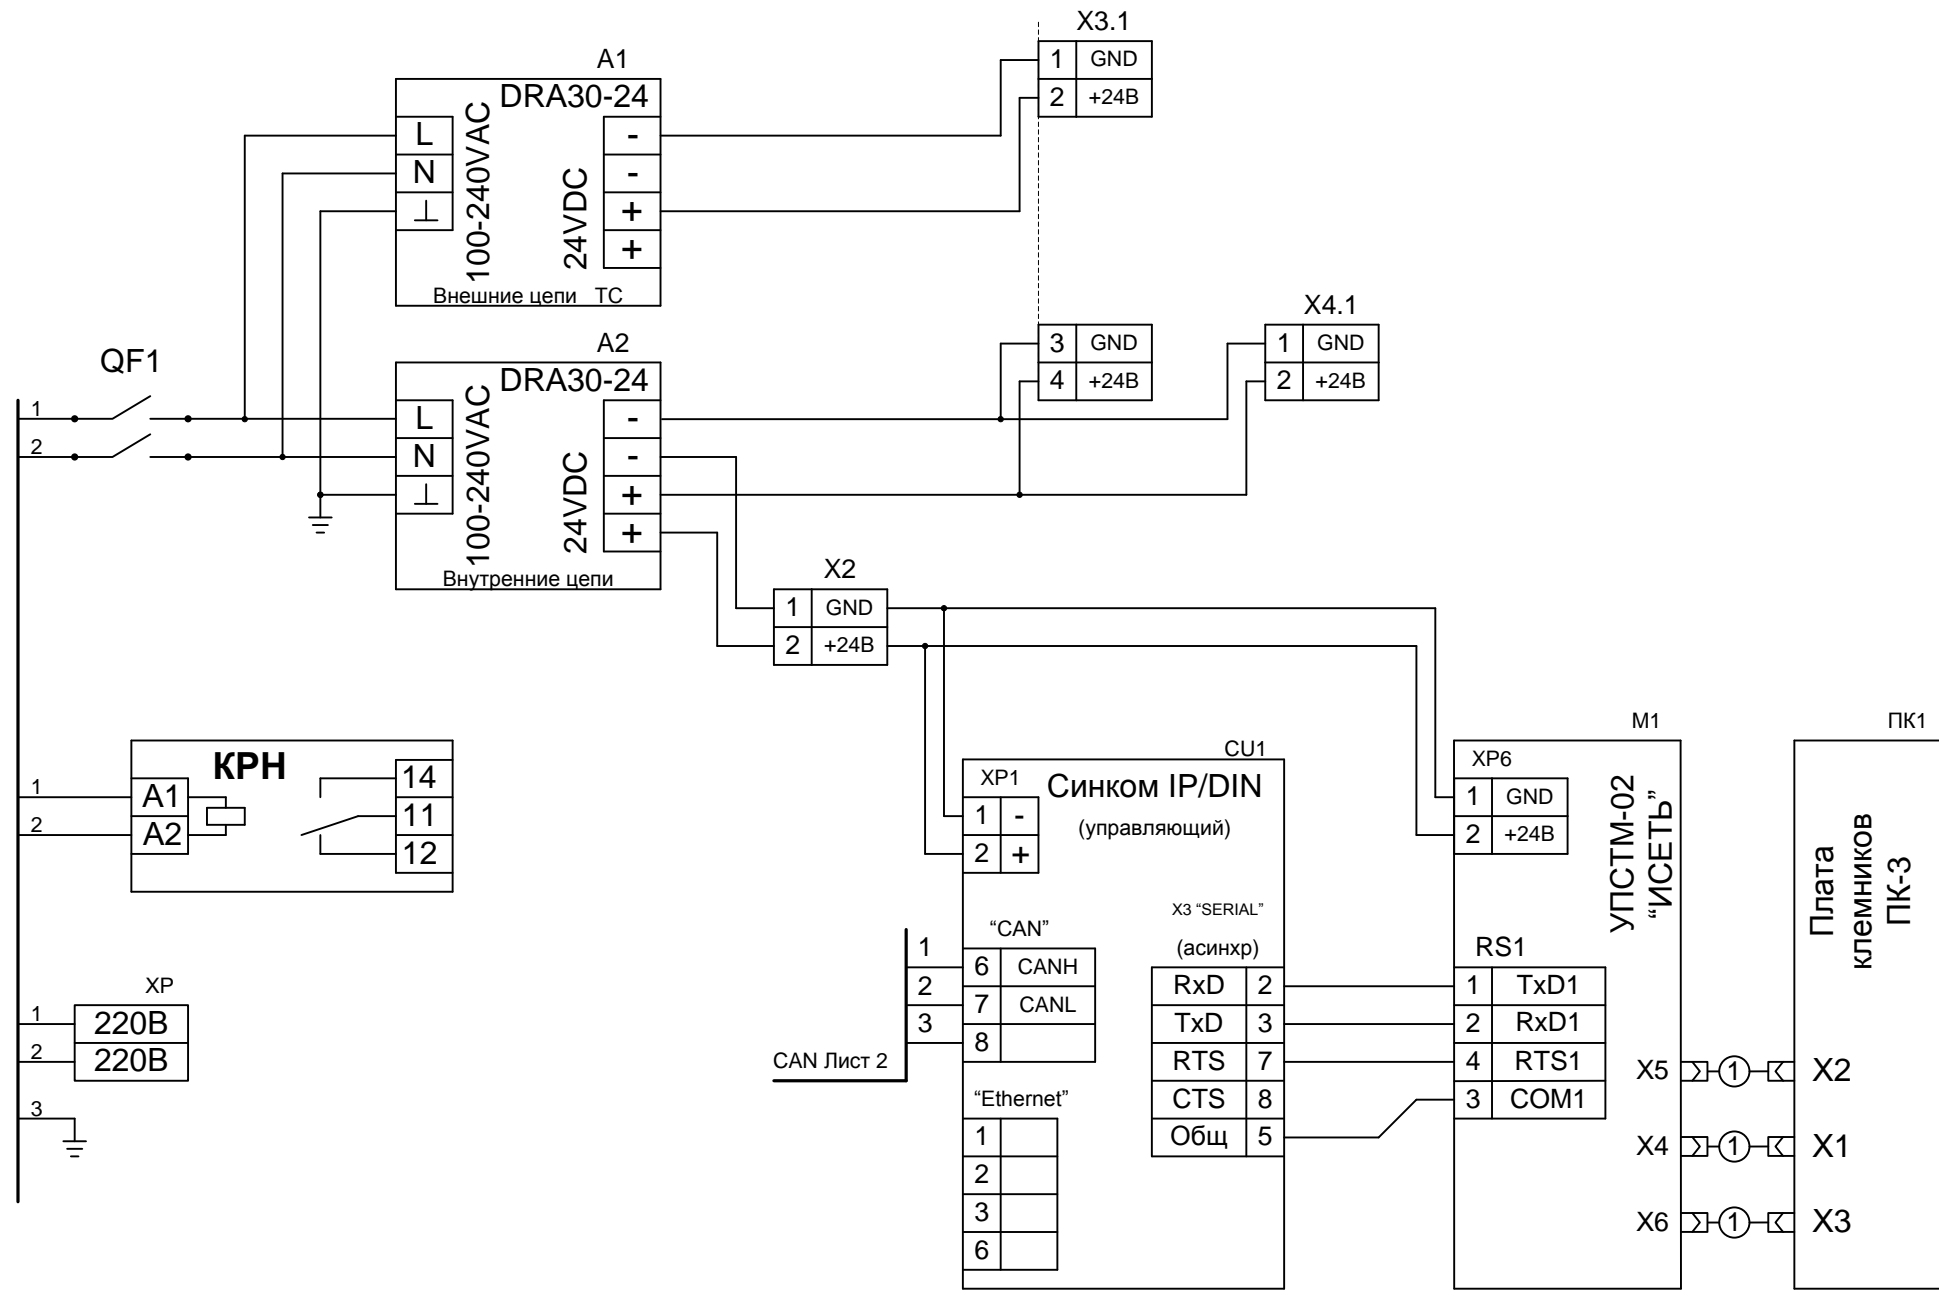 X3.1
1 GND
2 +24В
A1
DRA30-24
L
N
⊥
100-240VAC
24VDC
-
-
+
+
Внешние цепи ТС
A2
DRA30-24
L
N
⊥
100-240VAC
24VDC
-
-
+
+
Внутренние цепи
3 GND
4 +24В
X4.1
1 GND
2 +24В
QF1
1
2
X2
1 GND
2 +24В
КРН
1
2
A1
A2
14
11
12
XP
1
2
3
220В
220В
CU1
XP1
Синком IP/DIN
(управляющий)
1 -
2 +
“CAN”
1
2
3
6 CANH
7 CANL
8
CAN Лист 2
“Ethernet”
1
2
3
6
X3 “SERIAL”
(асинхр)
RxD 2
TxD 3
RTS 7
CTS 8
Общ 5
М1
XP6
1 GND
2 +24В
УПСТМ-02
“ИСЕТЬ”
RS1
1 TxD1
2 RxD1
4 RTS1
3 COM1
X5
1
X2
X4
1
X1
X6
1
X3
ПК1
Плата
клемников
ПК-3